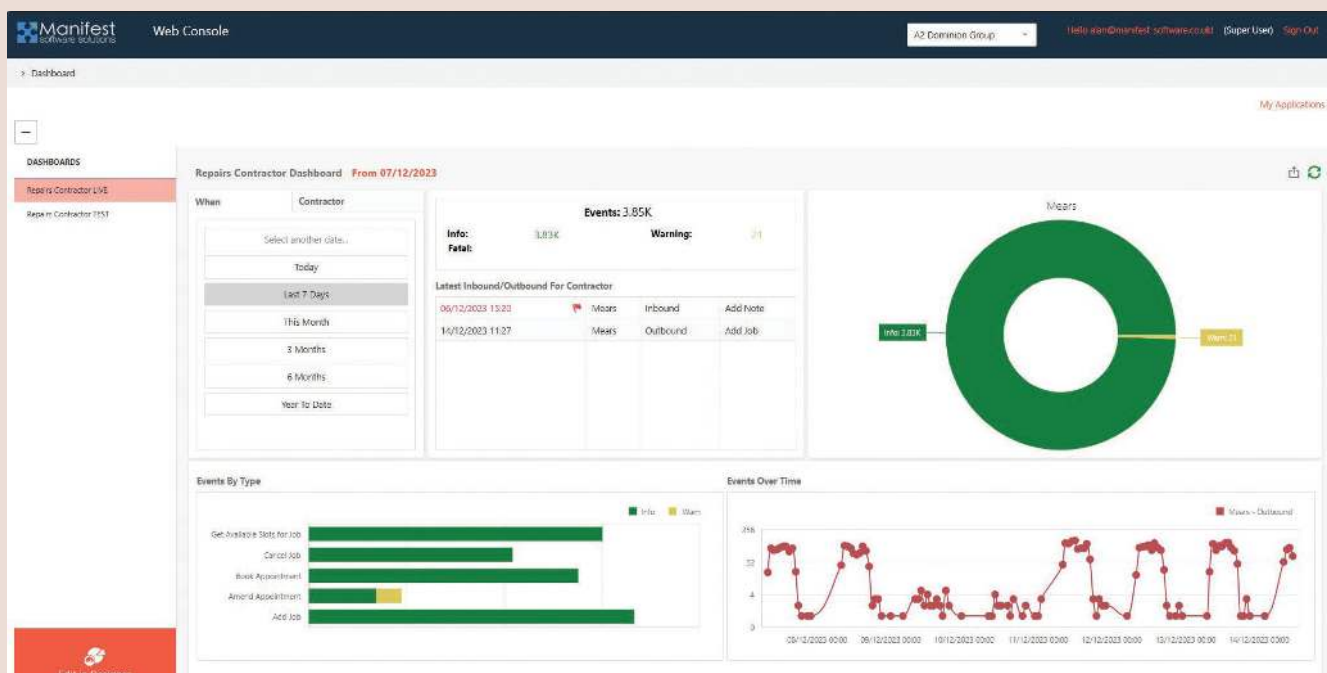 Manifest Web Console
software solutions
A2 Dominion Group
(Super User) Sign Out
> Dashboard
My Applications
DASHBOARDS
Repairs Contractor LIVE
Repairs Contractor TEST
Repairs Contractor Dashboard From 07/12/2023
When Contractor
Select another date..
Today
Last 7 Days
This Month
3 Months
6 Months
Year To Date
Events: 3.85K
Info: 3.83K Warning: 21
Fatal:
Latest Inbound/Outbound For Contractor
06/12/2023 Mears Inbound Add Note
14/12/2023 11:27 Mears Outbound Add Job
Mears
Info: 3.83K
Warn: 21
Events By Type
Info Warn
Get Available Slots for Job
Cancel Job
Book Appointment
Amend Appointment
Add Job
Events Over Time
Mears - Outbound
256
32
4
0
08/12/2023 00:00 09/12/2023 00:00 10/12/2023 00:00 11/12/2023 00:00 12/12/2023 00:00 13/12/2023 00:00 14/12/2023 00:00